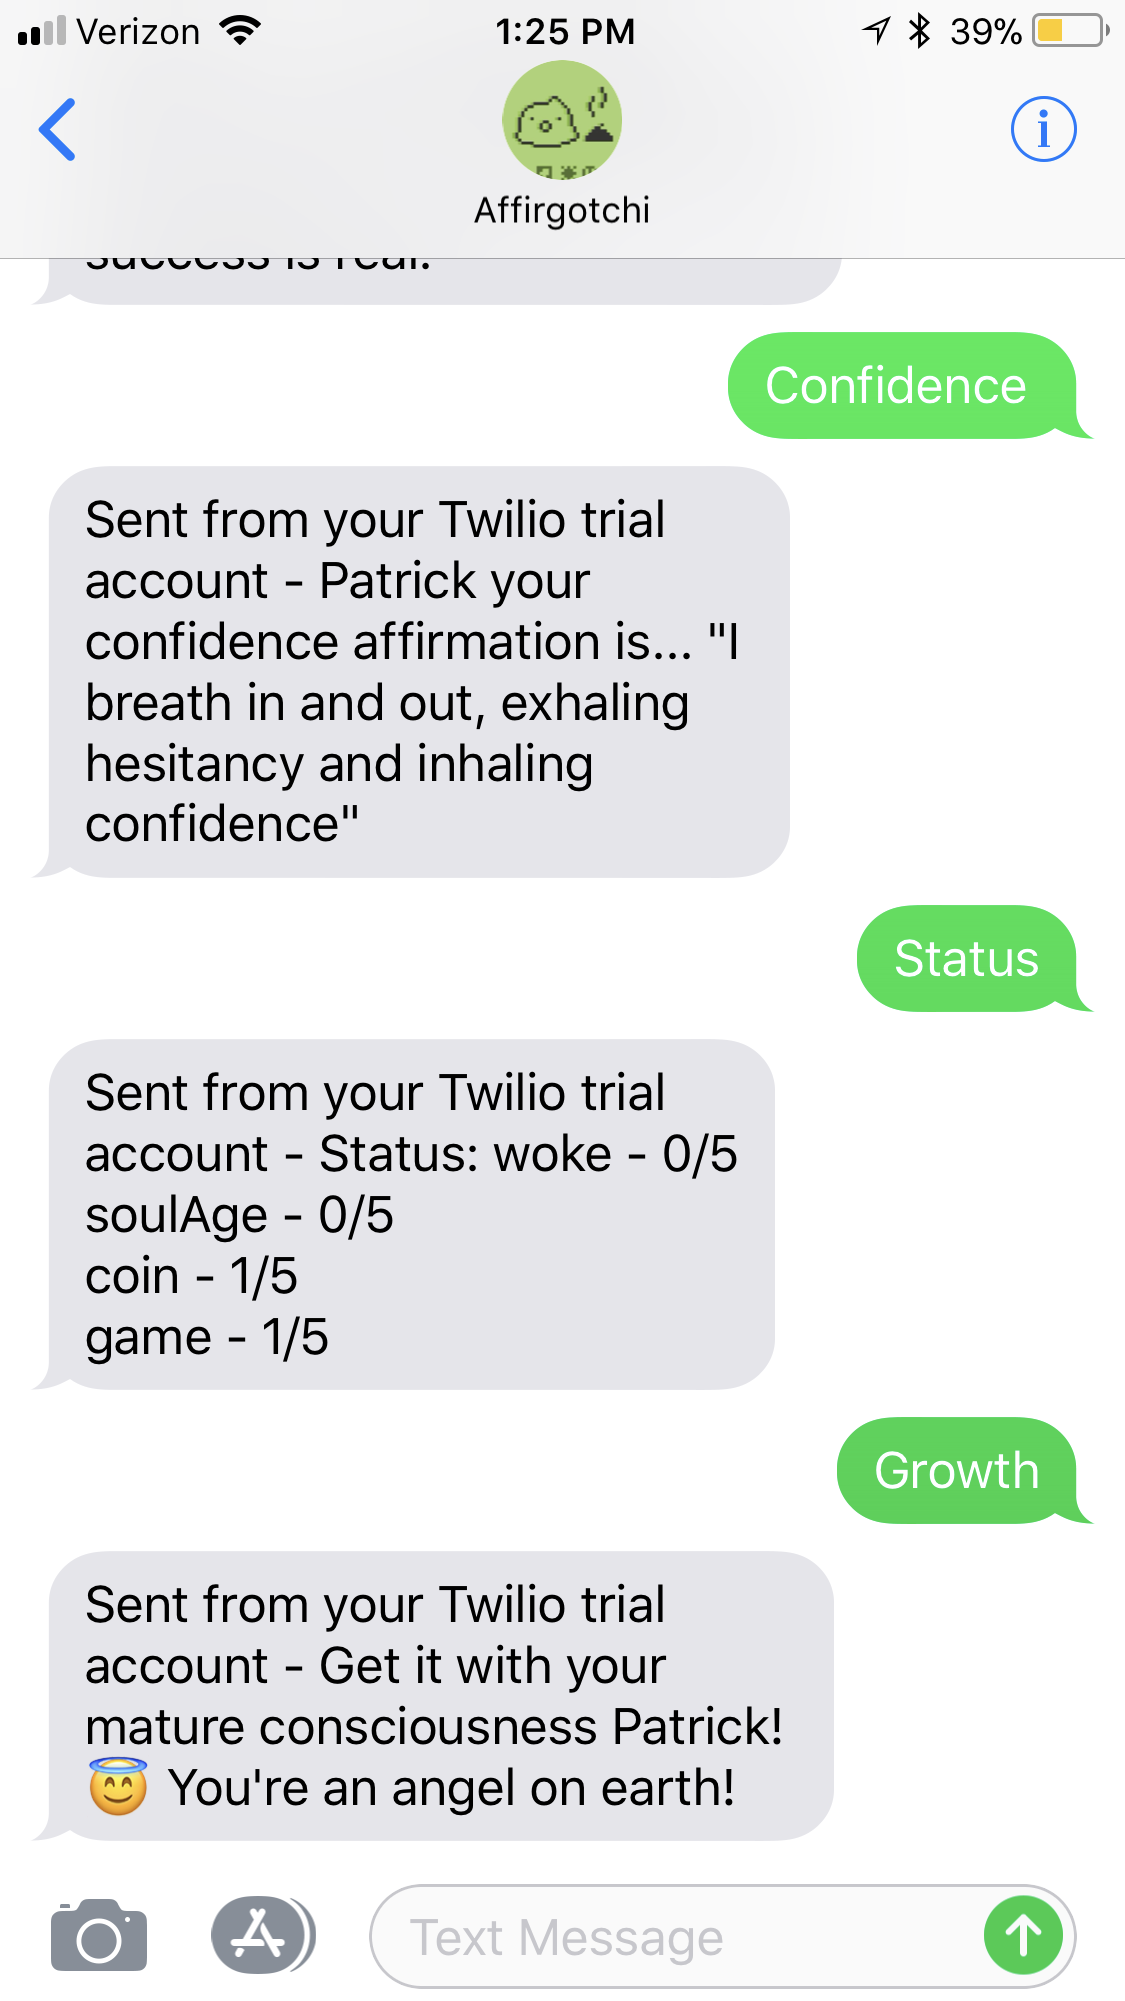 Verizon 1:25 PM 39%
Affirgotchi
success is real.
Confidence
Sent from your Twilio trial
account - Patrick your
confidence affirmation is... "I
breath in and out, exhaling
hesitancy and inhaling
confidence"
Status
Sent from your Twilio trial
account - Status: woke - 0/5
soulAge - 0/5
coin - 1/5
game - 1/5
Growth
Sent from your Twilio trial
account - Get it with your
mature consciousness Patrick!
😇 You're an angel on earth!
Text Message